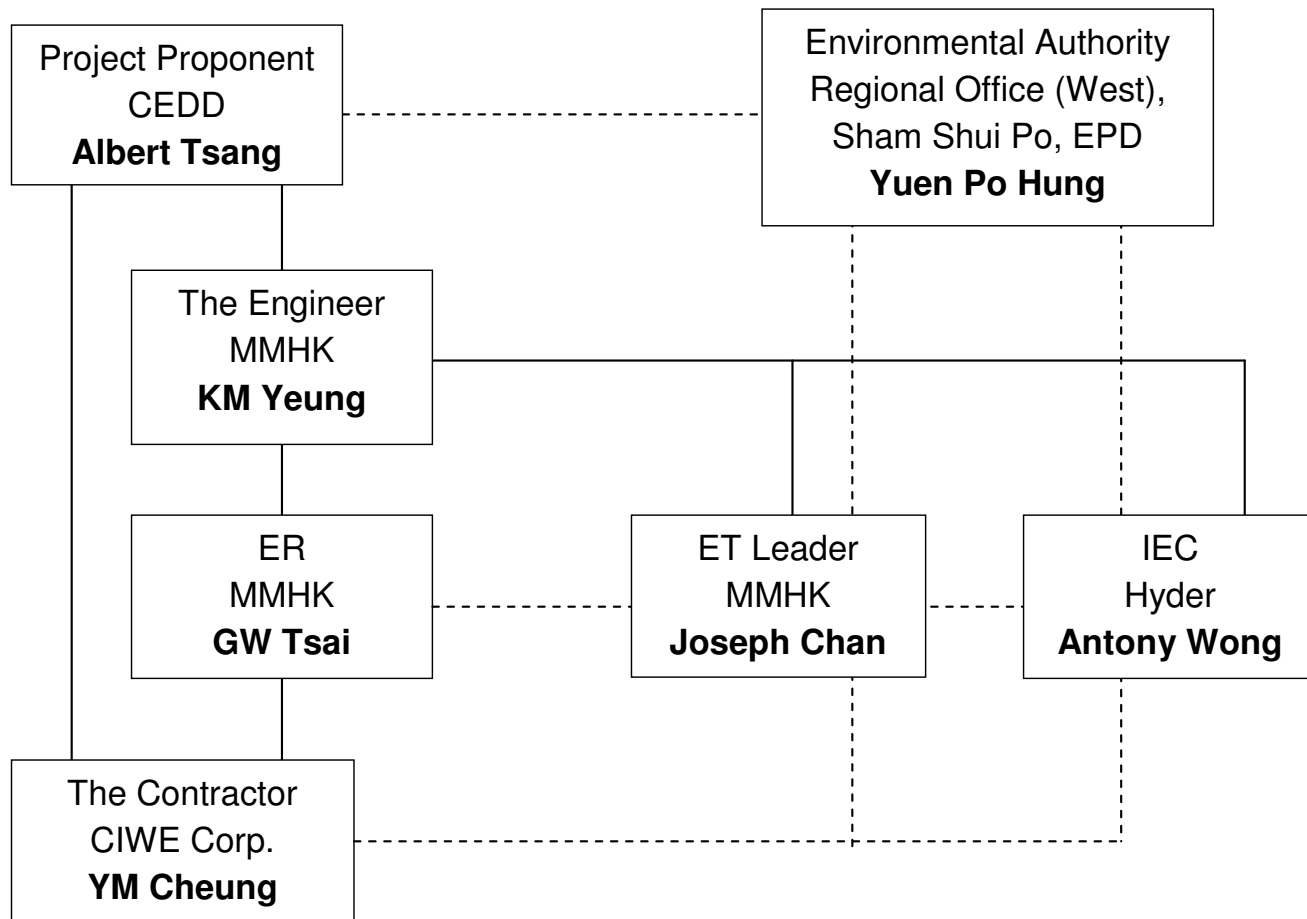 Project Proponent
CEDD
Albert Tsang
Environmental Authority
Regional Office (West),
Sham Shui Po, EPD
Yuen Po Hung
The Engineer
MMHK
KM Yeung
ER
MMHK
GW Tsai
ET Leader
MMHK
Joseph Chan
IEC
Hyder
Antony Wong
The Contractor
CIWE Corp.
YM Cheung